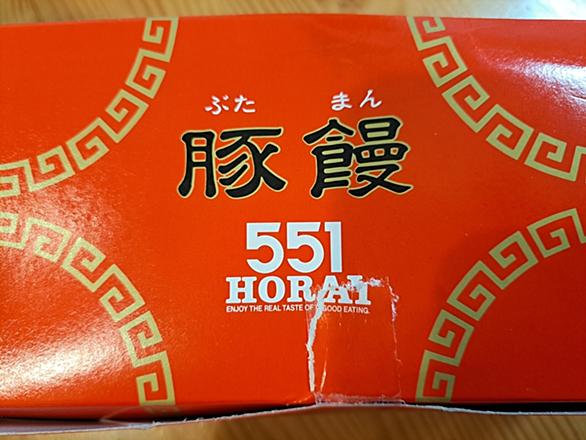 ぶた まん
豚饅
551
HORAI
ENJOY THE REAL TASTE OF GOOD EATING.